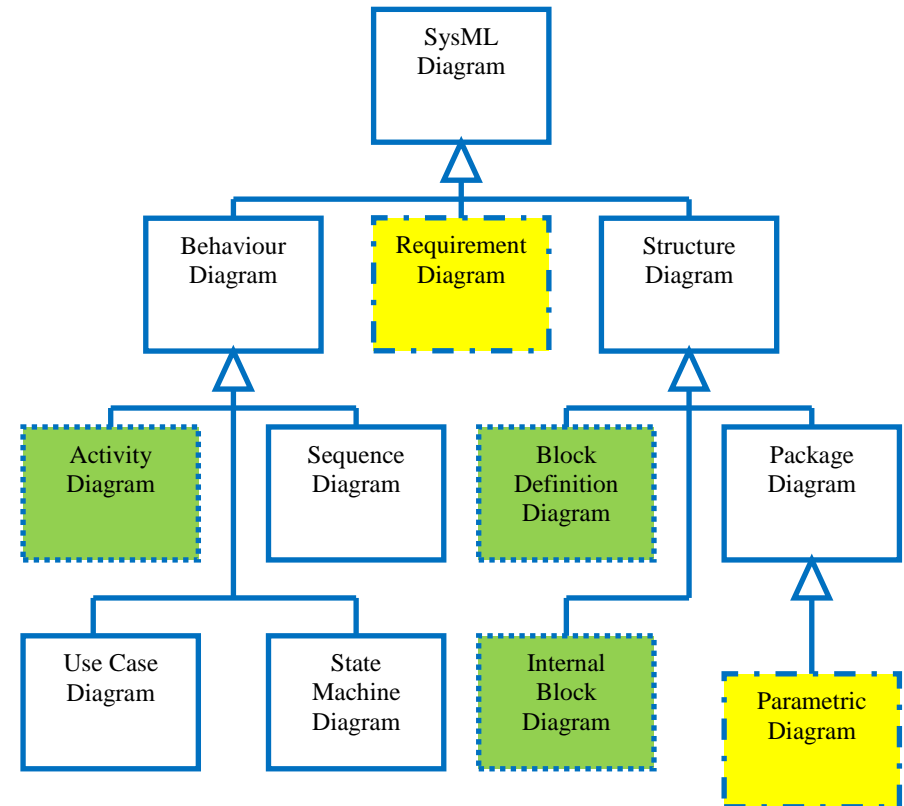 SysML
Diagram
Behaviour
Diagram
Requirement
Diagram
Structure
Diagram
Activity
Diagram
Sequence
Diagram
Block
Definition
Diagram
Package
Diagram
Use Case
Diagram
State
Machine
Diagram
Internal
Block
Diagram
Parametric
Diagram